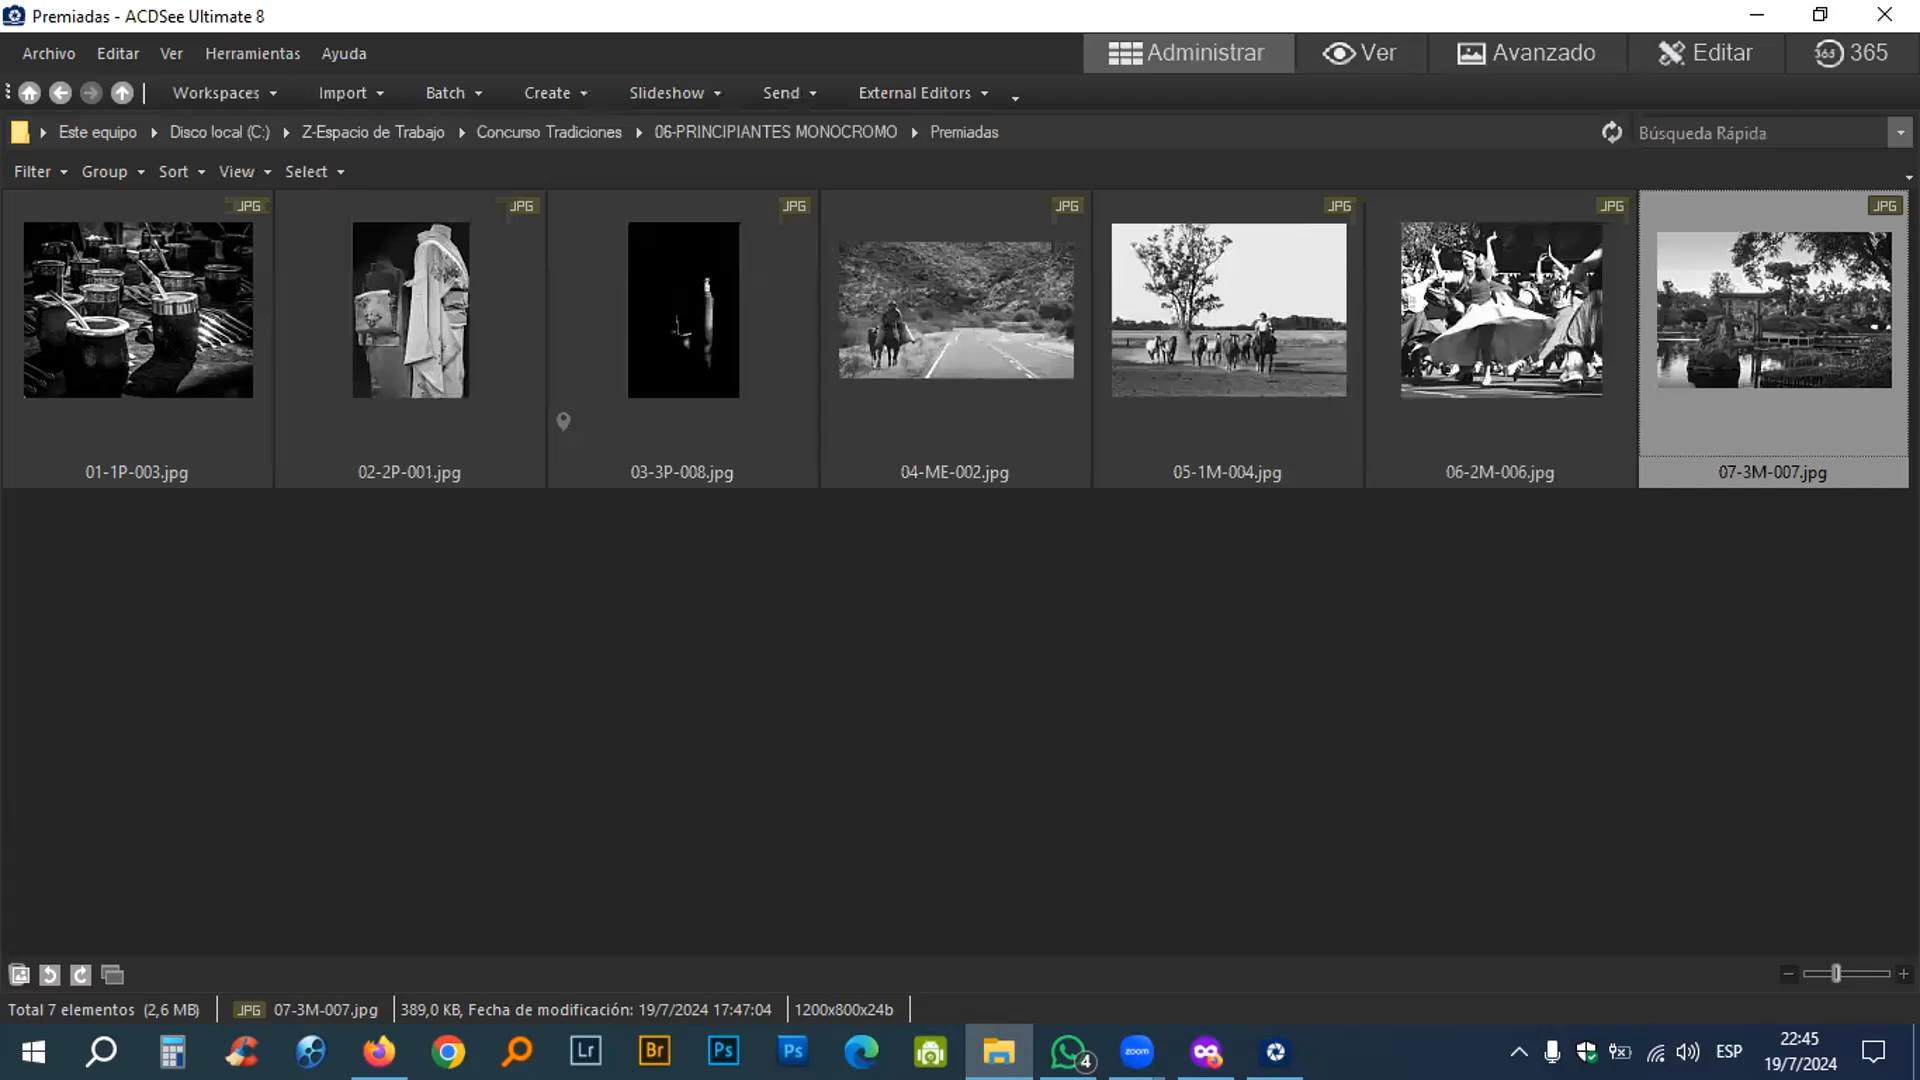 Premiadas - ACDSee Ultimate 8
Archivo Editar Ver Herramientas Ayuda
Administrar Ver Avanzado Editar 365 365
Workspaces Import Batch Create Slideshow Send External Editors
Este equipo Disco local (C:) Z-Espacio de Trabajo Concurso Tradiciones 06-PRINCIPIANTES MONOCROMO Premiadas Búsqueda Rápida
Filter Group Sort View Select
JPG JPG JPG JPG JPG JPG JPG
01-1P-003.jpg 02-2P-001.jpg 03-3P-008.jpg 04-ME-002.jpg 05-1M-004.jpg 06-2M-006.jpg 07-3M-007.jpg
Total 7 elementos (2,6 MB) JPG 07-3M-007.jpg 389,0 KB, Fecha de modificación: 19/7/2024 17:47:04 1200x800x24b
Lr Br Ps Ps 4 zoom ESP 22:45
19/7/2024